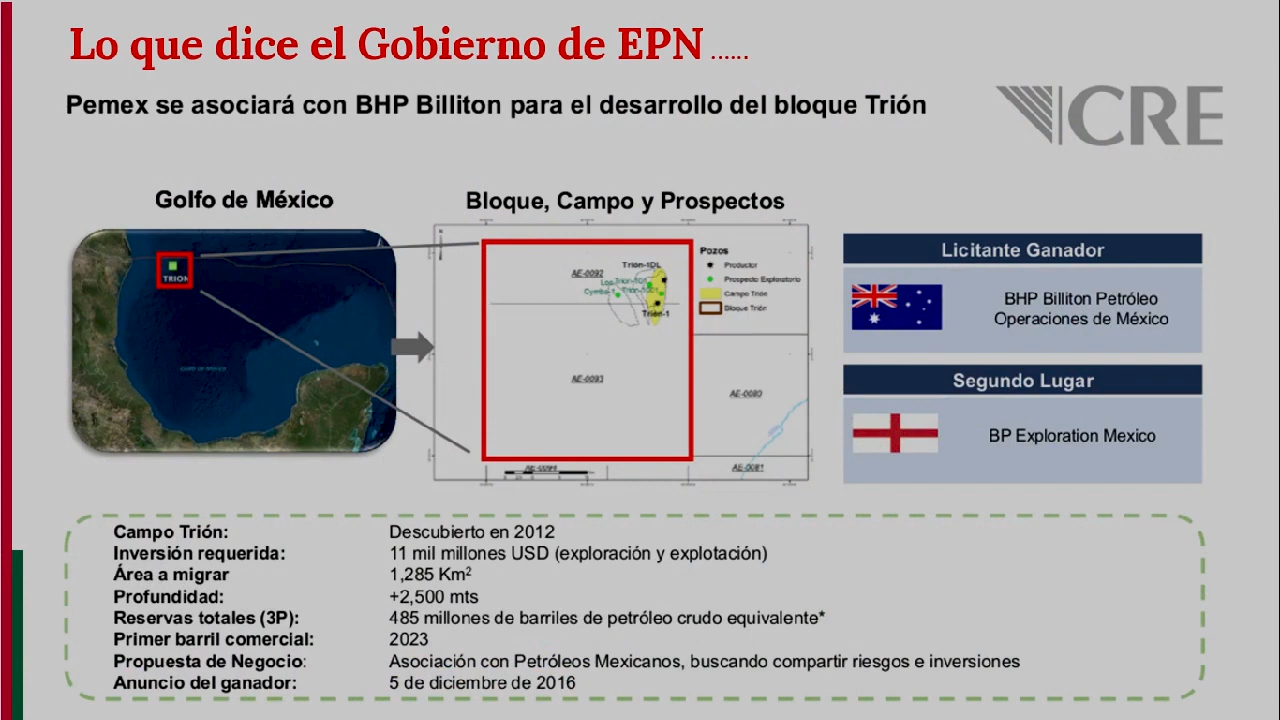 Lo que dice el Gobierno de EPN ......
Pemex se asociará con BHP Billiton para el desarrollo del bloque Trión
CRE
Golfo de México
Bloque, Campo y Prospectos
TRION
AE-0092
Trión-1DL
Trión-1
AE-0093
AE-0080
AE-0081
Pozos
Productor
Prospecto Exploratorio
Campo Trión
Bloque Trión
Licitante Ganador
BHP Billiton Petróleo
Operaciones de México
Segundo Lugar
BP Exploration Mexico
Campo Trión: Descubierto en 2012
Inversión requerida: 11 mil millones USD (exploración y explotación)
Área a migrar 1,285 Km²
Profundidad: +2,500 mts
Reservas totales (3P): 485 millones de barriles de petróleo crudo equivalente*
Primer barril comercial: 2023
Propuesta de Negocio: Asociación con Petróleos Mexicanos, buscando compartir riesgos e inversiones
Anuncio del ganador: 5 de diciembre de 2016